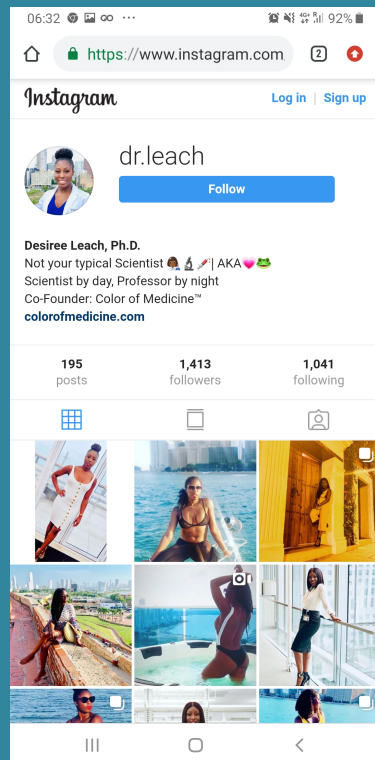 06:32
4G+ R 92%
https://www.instagram.com
2
Instagram
Log in | Sign up
dr.leach
Follow
Desiree Leach, Ph.D.
Not your typical Scientist 👩🏾‍🔬🔬💉| AKA💗🐸
Scientist by day, Professor by night
Co-Founder: Color of Medicine™
colorofmedicine.com
195 1,413 1,041
posts followers following